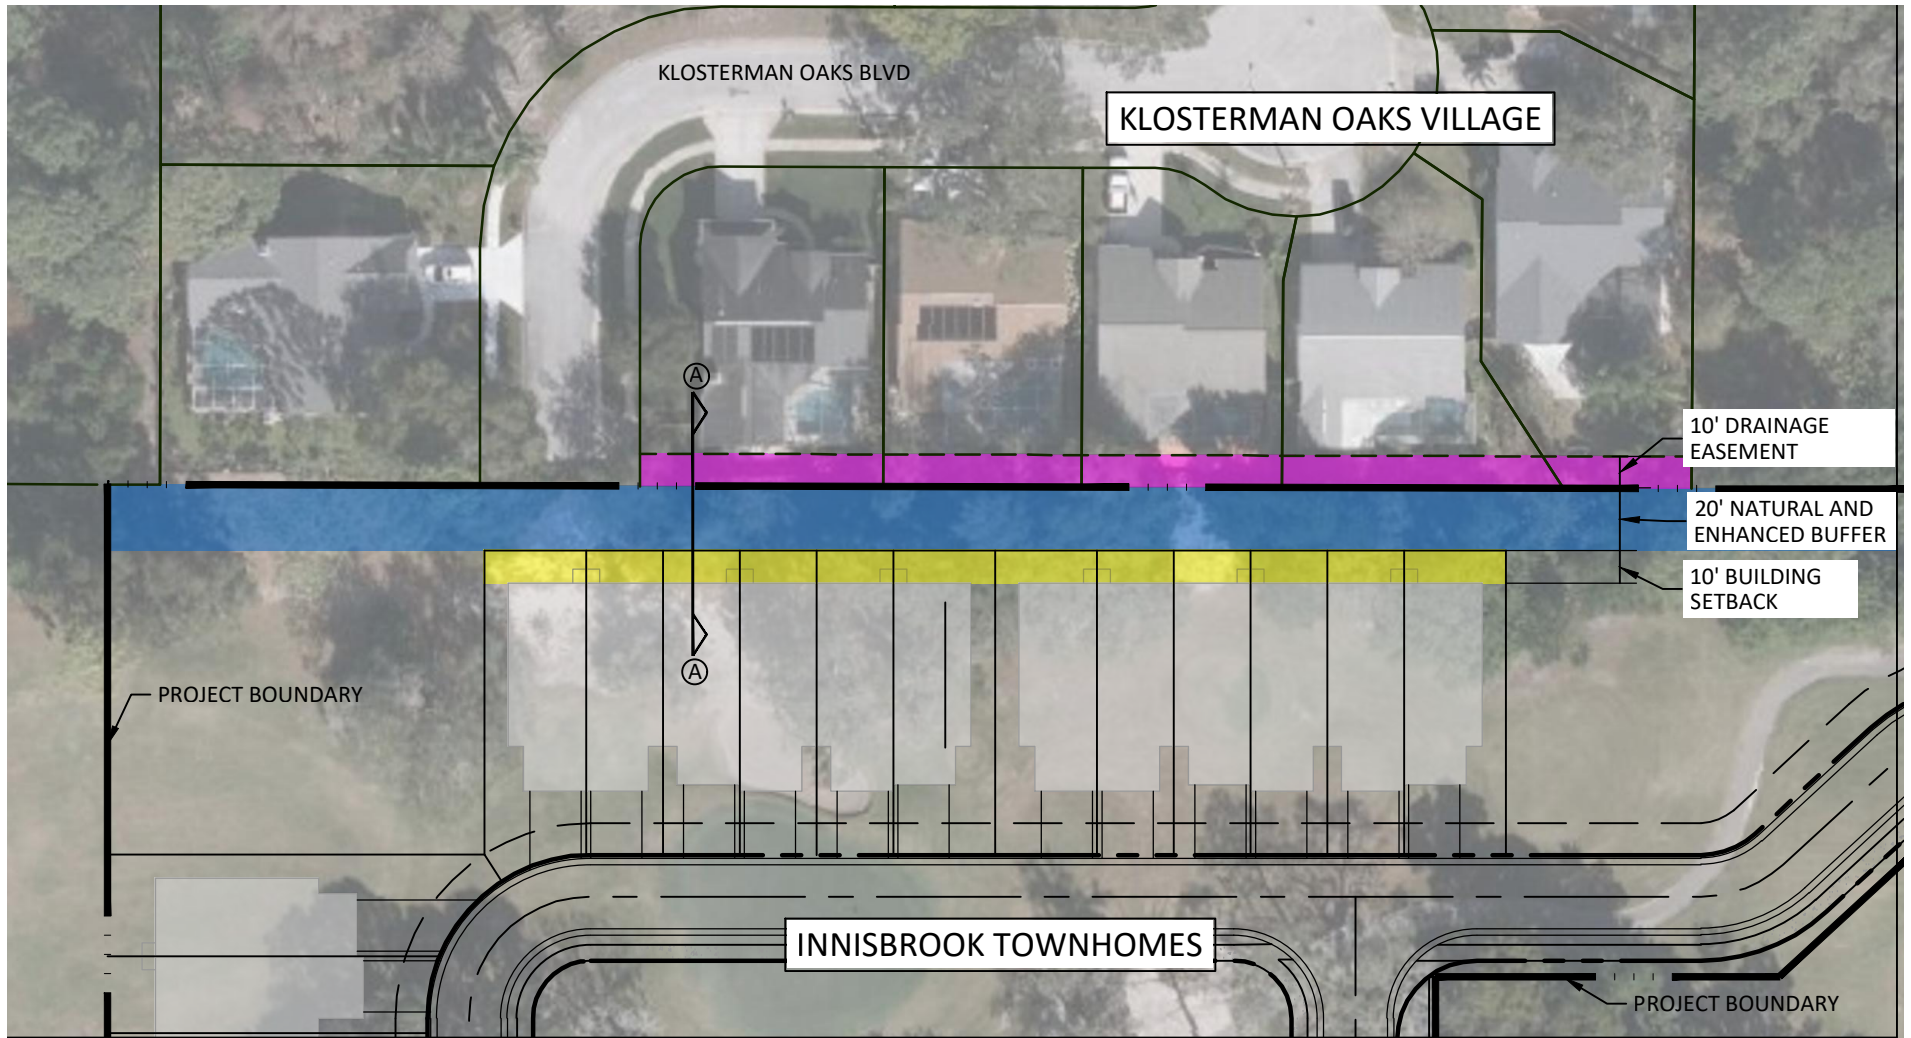 KLOSTERMAN OAKS BLVD
KLOSTERMAN OAKS VILLAGE
A
10' DRAINAGE
EASEMENT
20' NATURAL AND
ENHANCED BUFFER
10' BUILDING
SETBACK
A
PROJECT BOUNDARY
INNISBROOK TOWNHOMES
PROJECT BOUNDARY